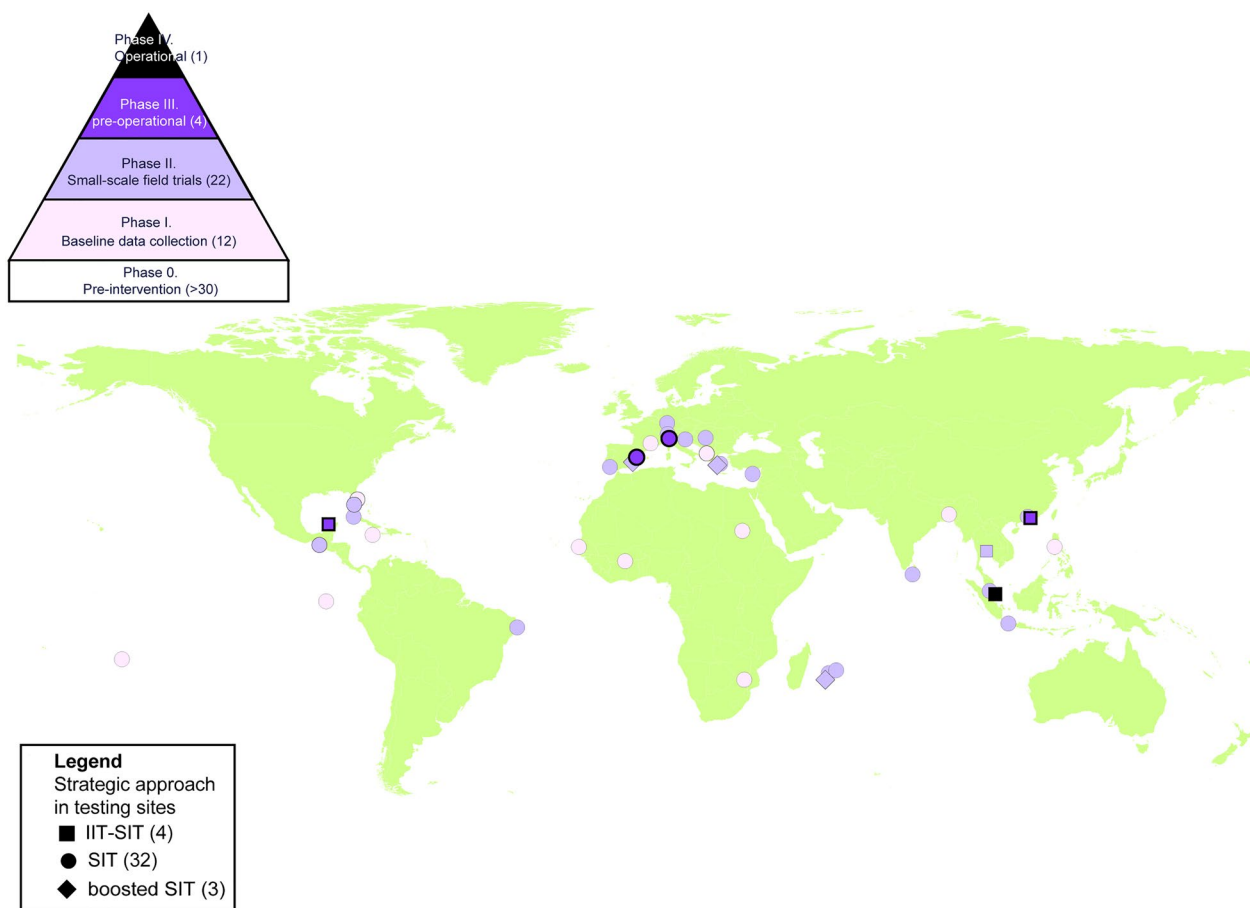 Phase IV.
Operational (1)
Phase III.
pre-operational (4)
Phase II.
Small-scale field trials (22)
Phase I.
Baseline data collection (12)
Phase 0.
Pre-intervention (>30)
Legend
Strategic approach
in testing sites
IIT-SIT (4)
SIT (32)
boosted SIT (3)